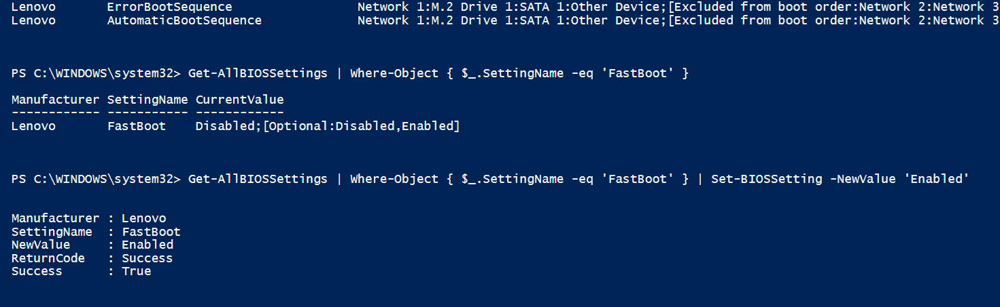 Lenovo ErrorBootSequence Network 1:M.2 Drive 1:SATA 1:Other Device;[Excluded from boot order:Network 2:Network 3
Lenovo AutomaticBootSequence Network 1:M.2 Drive 1:SATA 1:Other Device;[Excluded from boot order:Network 2:Network 3
PS C:\WINDOWS\system32> Get-AllBIOSSettings | Where-Object { $_.SettingName -eq 'FastBoot' }
Manufacturer SettingName CurrentValue
------------ ----------- ------------
Lenovo FastBoot Disabled;[Optional:Disabled,Enabled]
PS C:\WINDOWS\system32> Get-AllBIOSSettings | Where-Object { $_.SettingName -eq 'FastBoot' } | Set-BIOSSetting -NewValue 'Enabled'
Manufacturer : Lenovo
SettingName : FastBoot
NewValue : Enabled
ReturnCode : Success
Success : True